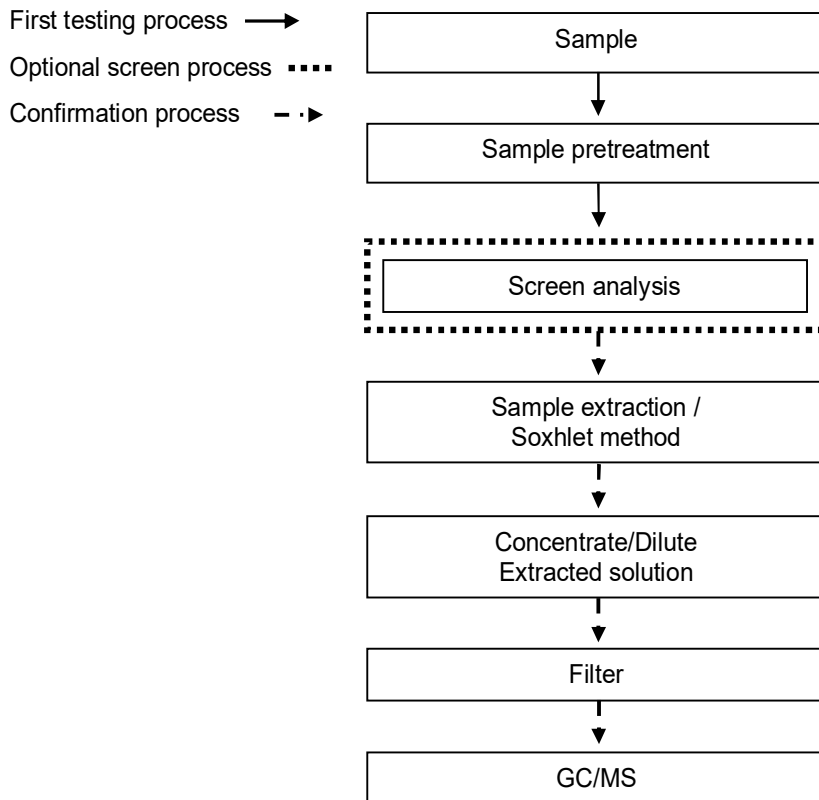 First testing process
Optional screen process
Confirmation process
Sample
Sample pretreatment
Screen analysis
Sample extraction /
Soxhlet method
Concentrate/Dilute
Extracted solution
Filter
GC/MS